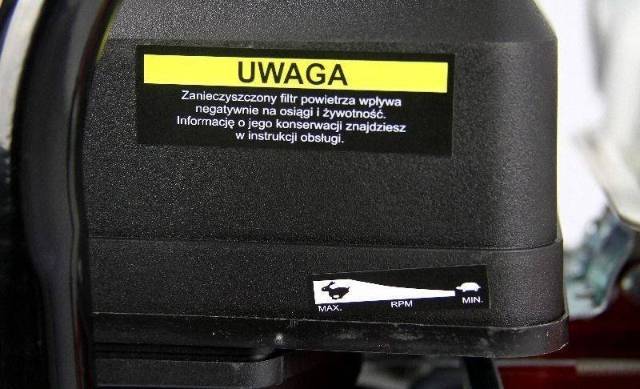 UWAGA
Zanieczyszczony filtr powietrza wpływa
negatywnie na osiągi i żywotność.
Informację o jego konserwacji znajdziesz
w instrukcji obsługi.
MAX. RPM MIN.